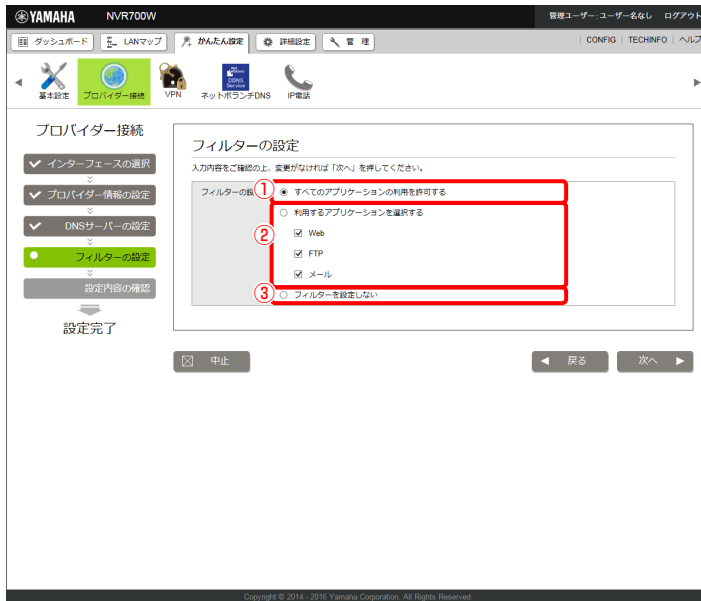 YAMAHA NVR700W 管理ユーザー:ユーザー名なし ログアウト
ダッシュボード LANマップ かんたん設定 詳細設定 管 理 CONFIG TECHINFO ヘルプ
基本設定 プロバイダー接続 VPN ネットボランチDNS IP電話
DDNS
Service
プロバイダー接続
インターフェースの選択
プロバイダー情報の設定
DNSサーバーの設定
フィルターの設定
設定内容の確認
設定完了
フィルターの設定
入力内容をご確認の上、変更がなければ「次へ」を押してください。
フィルターの設 ① すべてのアプリケーションの利用を許可する
② 利用するアプリケーションを選択する
Web
FTP
メール
③ フィルターを設定しない
中止 戻る 次へ
Copyright © 2014 - 2016 Yamaha Corporation. All Rights Reserved.